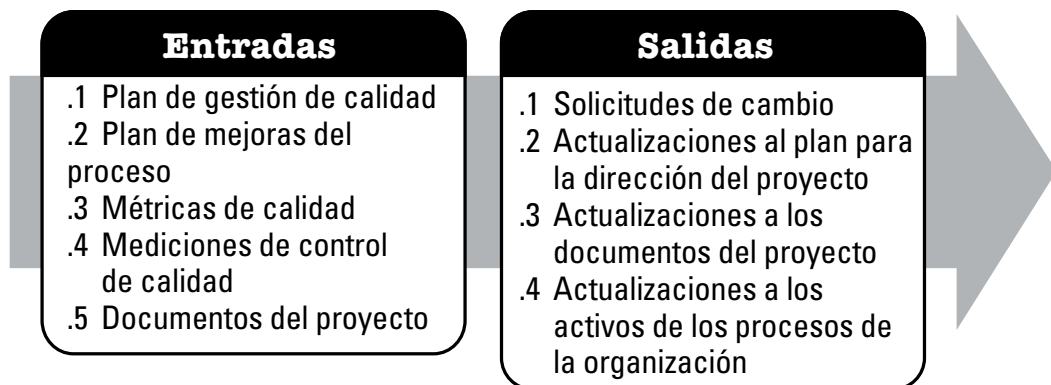 Entradas
.1 Plan de gestión de calidad
.2 Plan de mejoras del
proceso
.3 Métricas de calidad
.4 Mediciones de control
de calidad
.5 Documentos del proyecto
Salidas
.1 Solicitudes de cambio
.2 Actualizaciones al plan para
la dirección del proyecto
.3 Actualizaciones a los
documentos del proyecto
.4 Actualizaciones a los
activos de los procesos de
la organización